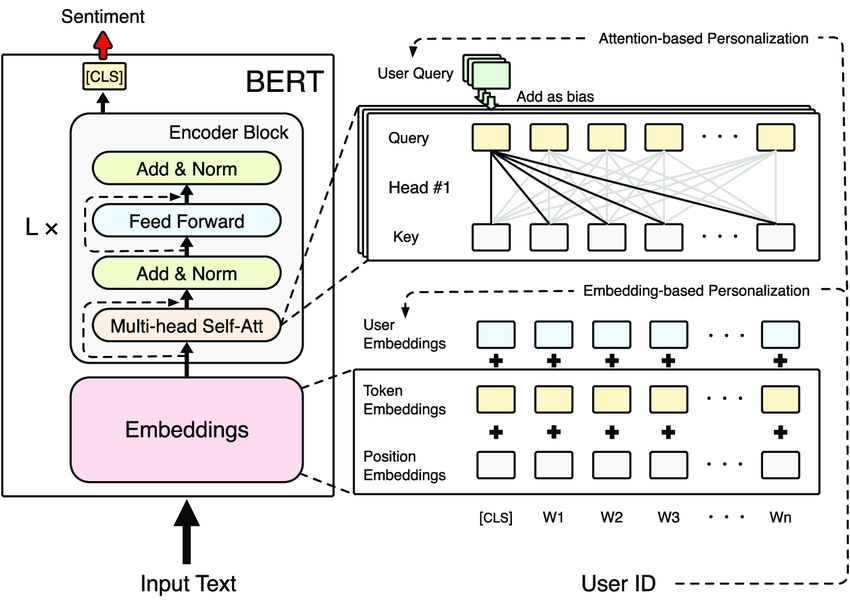 Sentiment
[CLS]
BERT
Encoder Block
Add & Norm
Feed Forward
L ×
Add & Norm
Multi-head Self-Att
Embeddings
Input Text
Attention-based Personalization
User Query
Add as bias
Query
· · ·
Head #1
Key
· · ·
Embedding-based Personalization
User
Embeddings
· · ·
Token
Embeddings
· · ·
Position
Embeddings
· · ·
[CLS] W1 W2 W3 · · · Wn
User ID